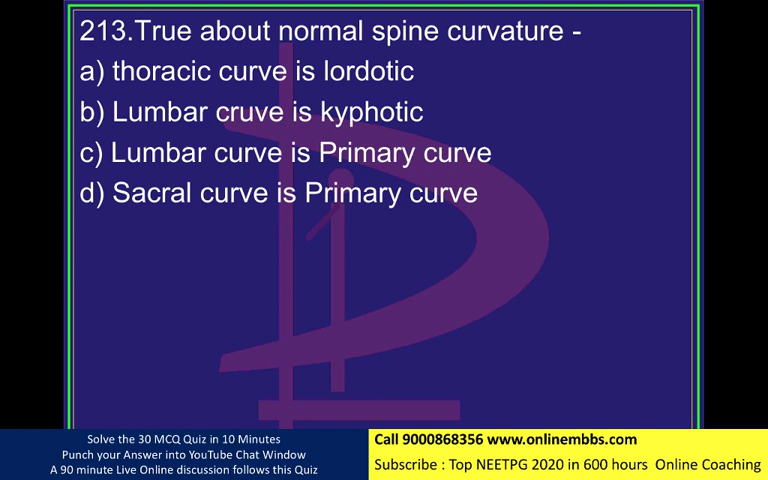 213.True about normal spine curvature -
a) thoracic curve is lordotic
b) Lumbar cruve is kyphotic
c) Lumbar curve is Primary curve
d) Sacral curve is Primary curve
Solve the 30 MCQ Quiz in 10 Minutes
Punch your Answer into YouTube Chat Window
A 90 minute Live Online discussion follows this Quiz
Call 9000868356 www.onlinembbs.com
Subscribe : Top NEETPG 2020 in 600 hours Online Coaching